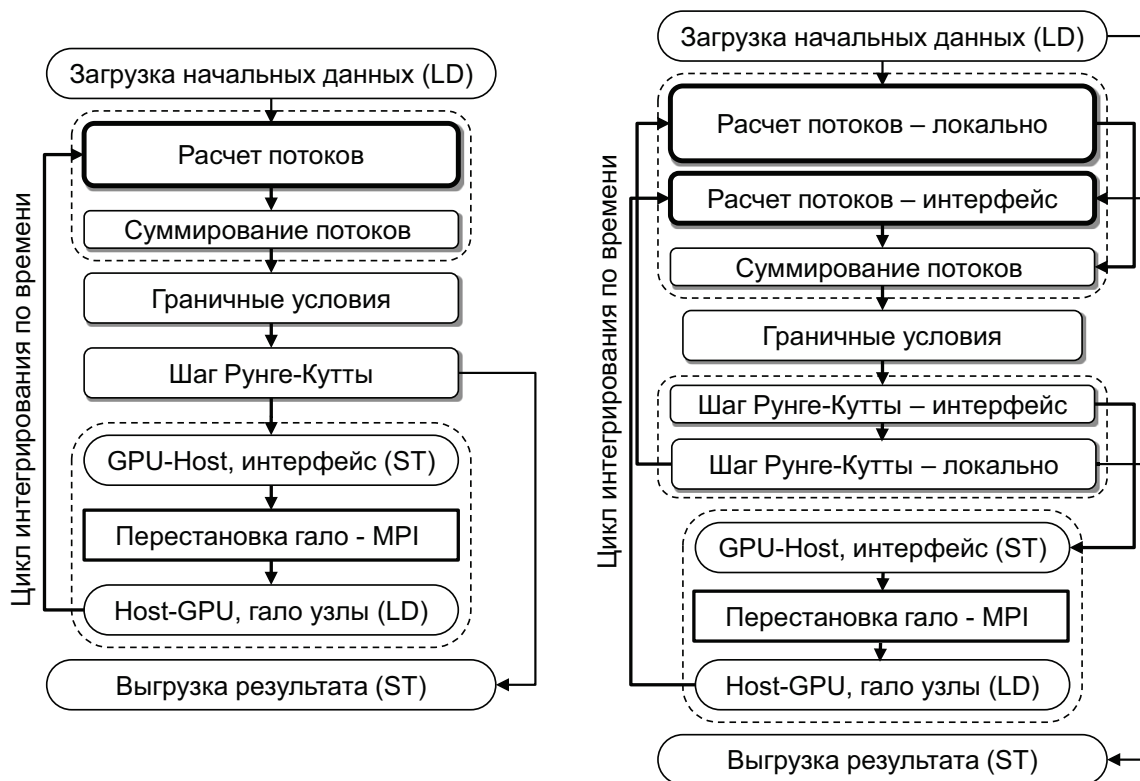 Загрузка начальных данных (LD)
Расчет потоков
Суммирование потоков
Граничные условия
Шаг Рунге-Кутты
GPU-Host, интерфейс (ST)
Перестановка гало - MPI
Host-GPU, гало узлы (LD)
Выгрузка результата (ST)
Цикл интегрирования по времени
Загрузка начальных данных (LD)
Расчет потоков – локально
Расчет потоков – интерфейс
Суммирование потоков
Граничные условия
Шаг Рунге-Кутты – интерфейс
Шаг Рунге-Кутты – локально
GPU-Host, интерфейс (ST)
Перестановка гало - MPI
Host-GPU, гало узлы (LD)
Выгрузка результата (ST)
Цикл интегрирования по времени